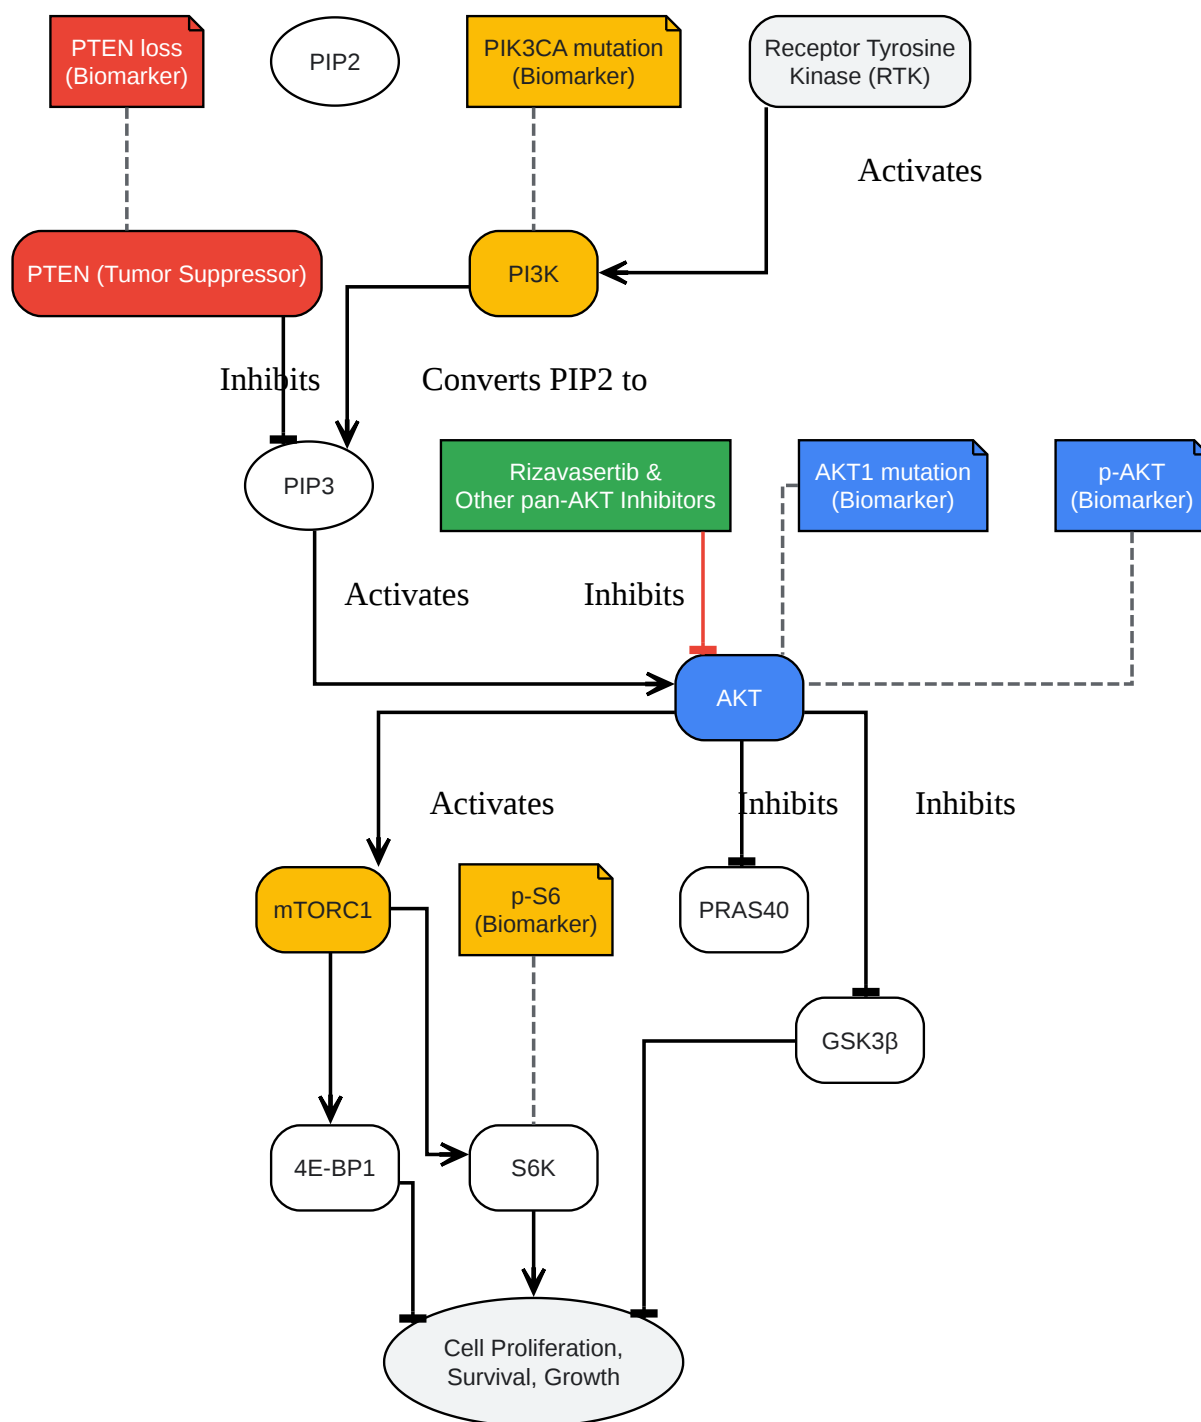 PTEN loss
(Biomarker)
PIP2
PIK3CA mutation
(Biomarker)
Receptor Tyrosine
Kinase (RTK)
Activates
PTEN (Tumor Suppressor)
PI3K
Inhibits
Converts PIP2 to
PIP3
Rizavasertib &
Other pan-AKT Inhibitors
AKT1 mutation
(Biomarker)
p-AKT
(Biomarker)
Activates
Inhibits
AKT
Activates
Inhibits
Inhibits
mTORC1
p-S6
(Biomarker)
PRAS40
GSK3β
4E-BP1
S6K
Cell Proliferation,
Survival, Growth